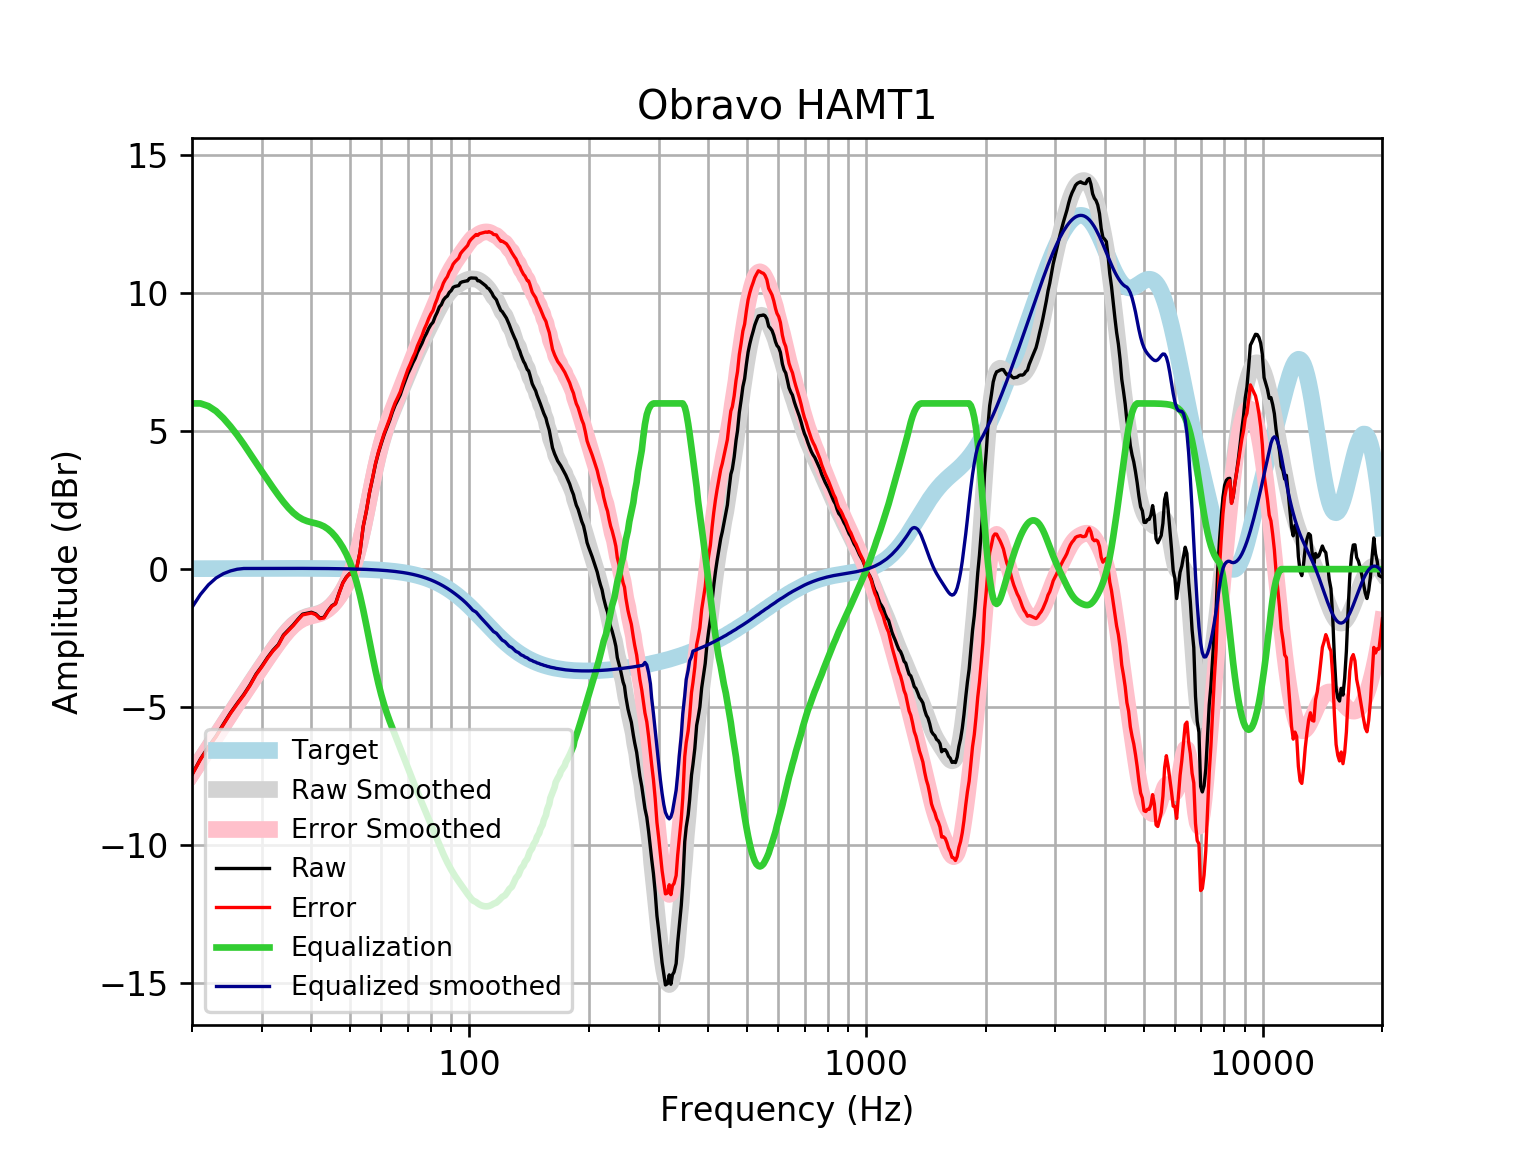 Obravo HAMT1
15
10
5
0
−5
−10
−15
Amplitude (dBr)
Target
Raw Smoothed
Error Smoothed
Raw
Error
Equalization
Equalized smoothed
100 1000 10000
Frequency (Hz)